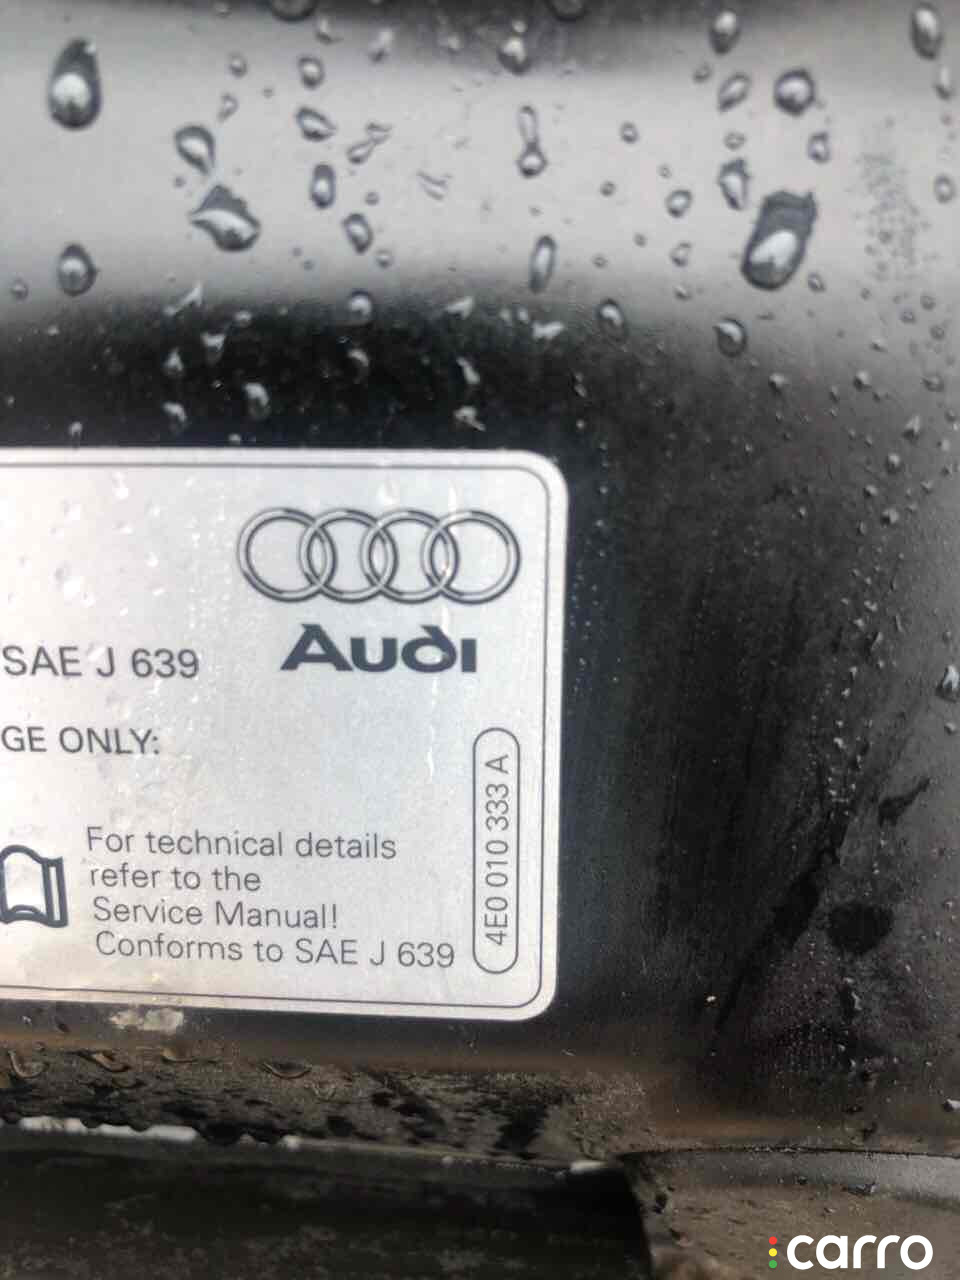 Audi
SAE J 639
GE ONLY:
For technical details
refer to the
Service Manual!
Conforms to SAE J 639
4E0 010 333 A
carro